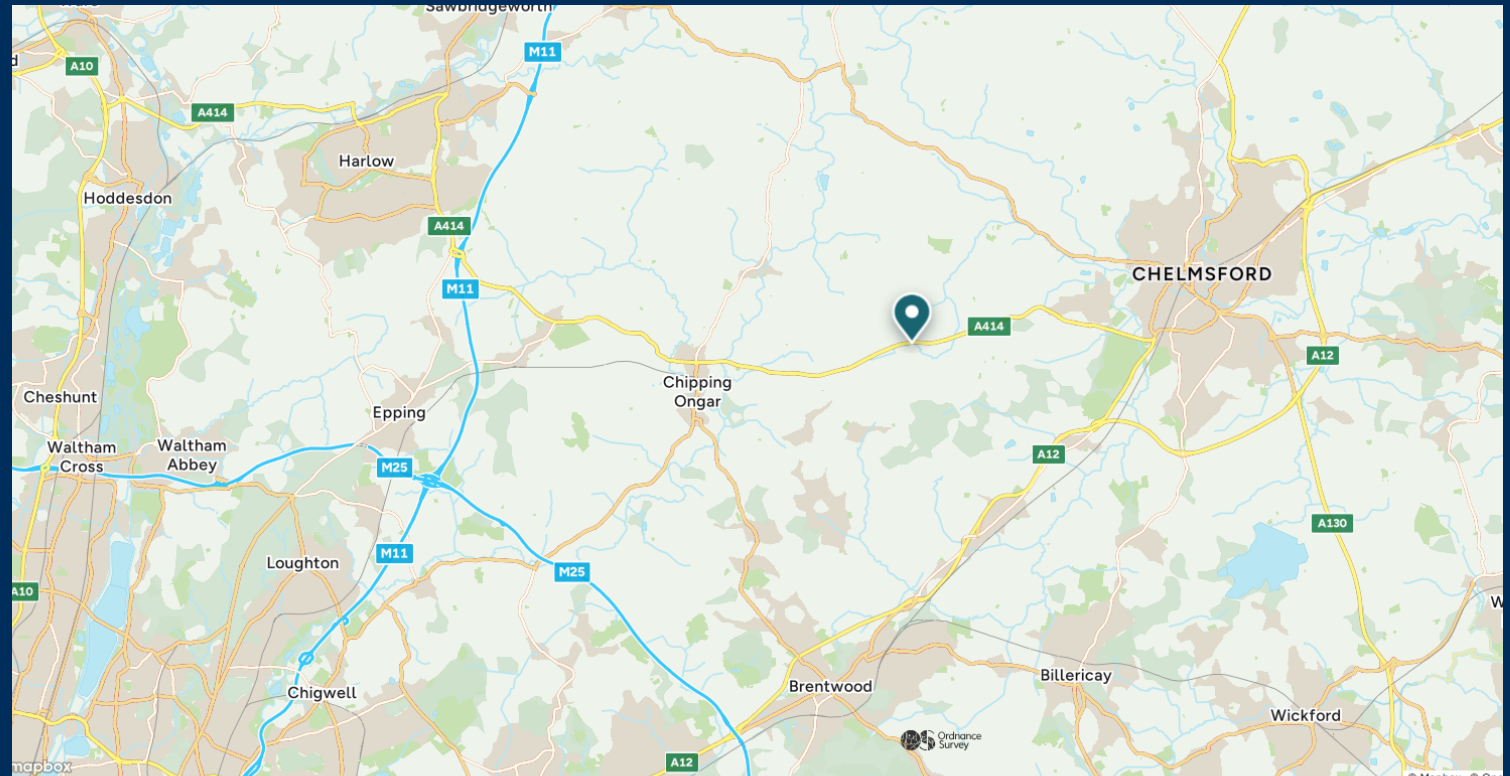 Sawbridgeworth
M11
A10
A414
Harlow
Hoddesdon
A414
CHELMSFORD
M11
A414
A12
Chipping
Ongar
Cheshunt
Epping
Waltham
Cross
Waltham
Abbey
A12
M25
A130
M11
Loughton
M25
A10
Brentwood
Billericay
Chigwell
Wickford
Ordnance
Survey
A12
mapbox